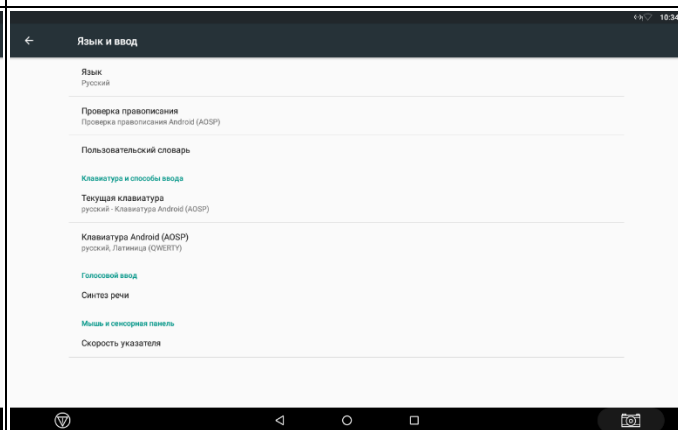 10:34
Язык и ввод
Язык
Русский
Проверка правописания
Проверка правописания Android (AOSP)
Пользовательский словарь
Клавиатура и способы ввода
Текущая клавиатура
русский - Клавиатура Android (AOSP)
Клавиатура Android (AOSP)
русский, Латиница (QWERTY)
Голосовой ввод
Синтез речи
Мышь и сенсорная панель
Скорость указателя